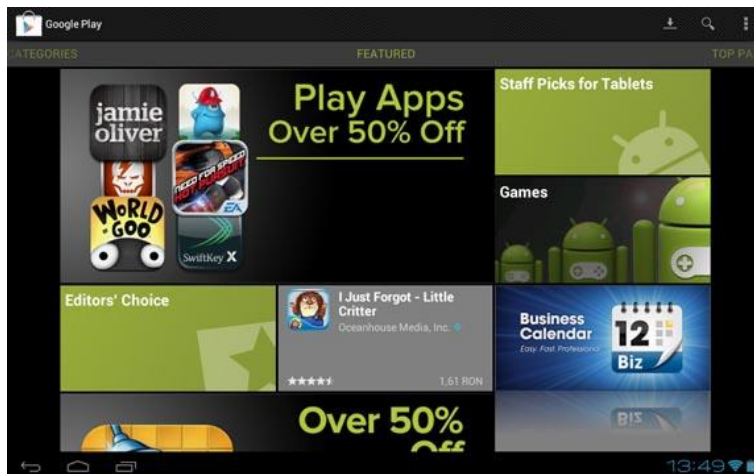 Google Play
CATEGORIES
FEATURED
TOP PA
jamie
oliver
NEED FOR SPEED
HOT PURSUIT
EA
WORLD
OF
GOO
SwiftKey X
Play Apps
Over 50% Off
Staff Picks for Tablets
Games
Editors' Choice
I Just Forgot - Little
Critter
Oceanhouse Media, Inc.
1,61 RON
Business
Calendar
Easy. Fast. Professional
12
Biz
Over 50%
Off
13:49